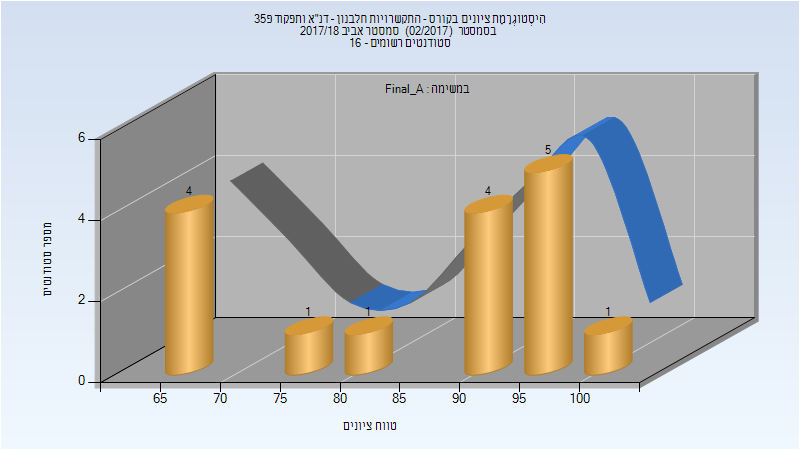 היסטוגרמת ציונים בקורס - התקשרויות חלבנון - דנ"א ותפקוד פ35
בסמסטר (02/2017) סמסטר אביב 2017/18
סטודנטים רשומים - 16
במשימה : Final_A
מספר סטודנטים
6
4
2
0
4
1
1
4
5
1
65 70 75 80 85 90 95 100
טווח ציונים